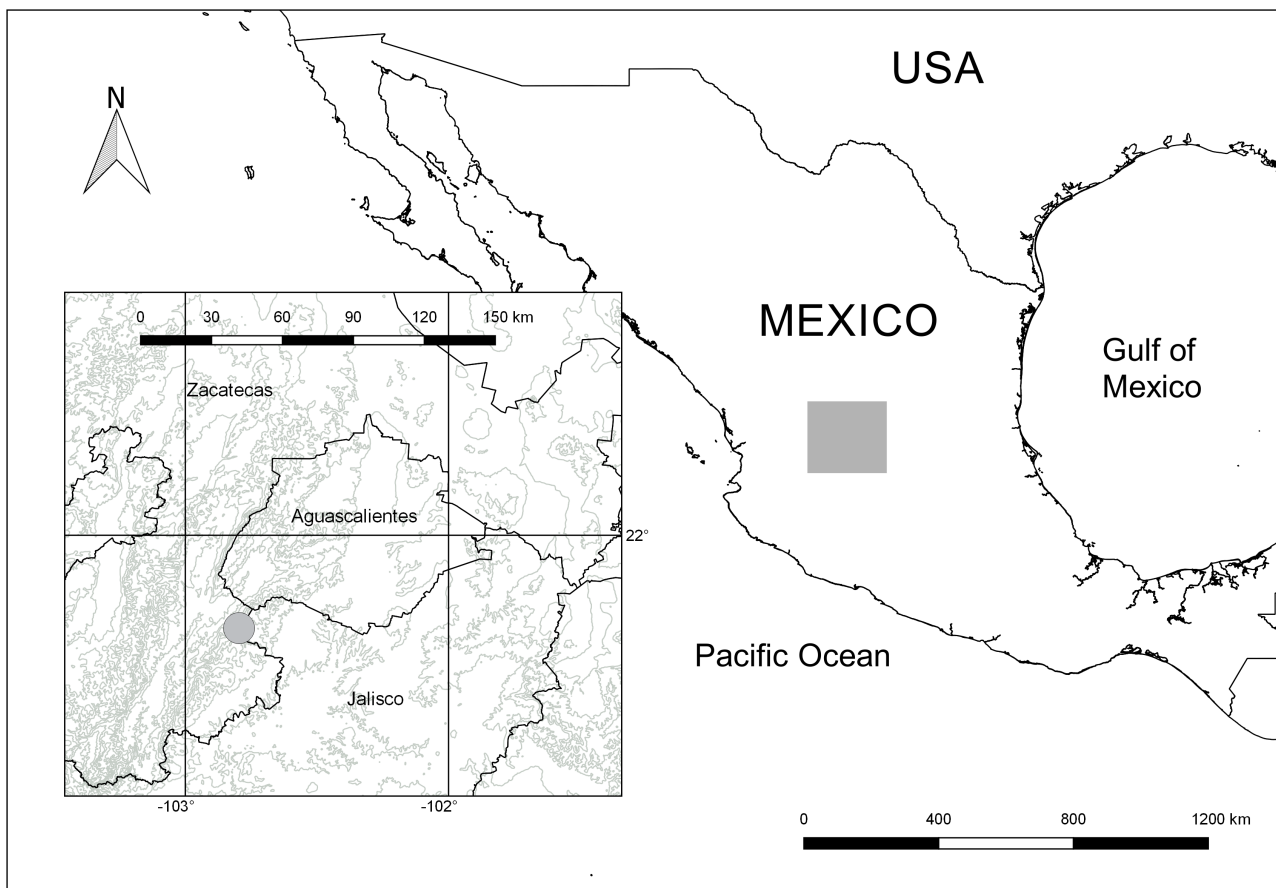 USA
N
MEXICO
Gulf of
Mexico
Pacific Ocean
0 30 60 90 120 150 km
Zacatecas
Aguascalientes
22°
Jalisco
-103° -102°
0 400 800 1200 km